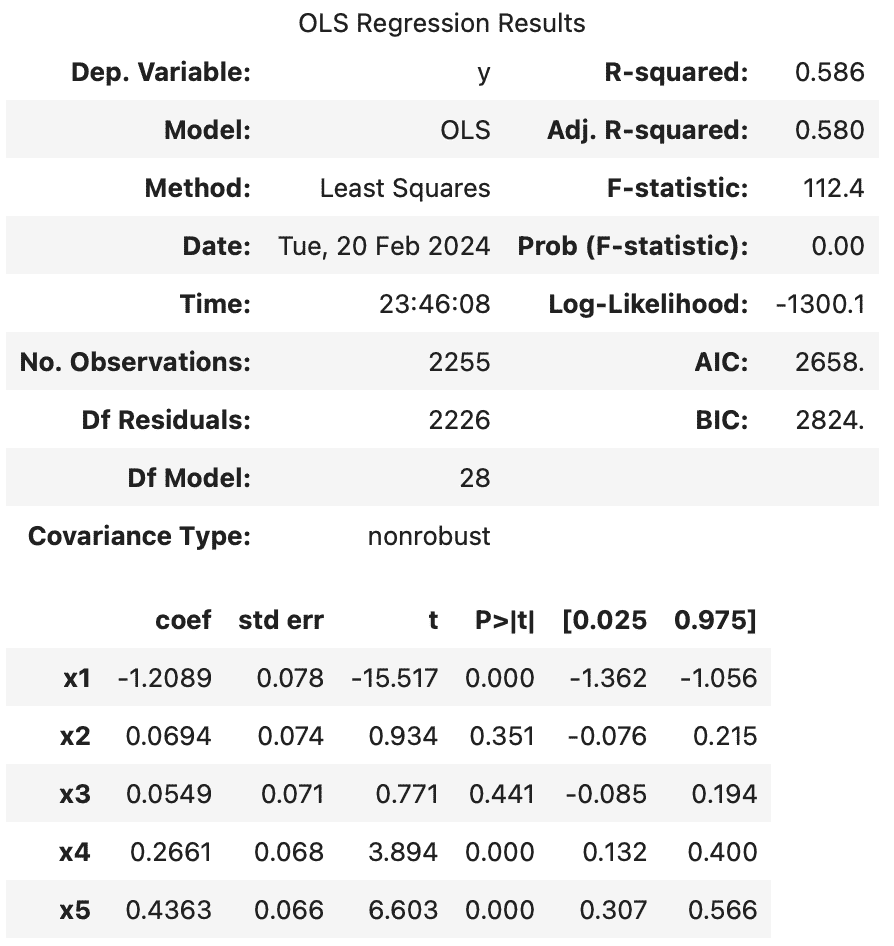 OLS Regression Results
Dep. Variable: y R-squared: 0.586
Model: OLS Adj. R-squared: 0.580
Method: Least Squares F-statistic: 112.4
Date: Tue, 20 Feb 2024 Prob (F-statistic): 0.00
Time: 23:46:08 Log-Likelihood: -1300.1
No. Observations: 2255 AIC: 2658.
Df Residuals: 2226 BIC: 2824.
Df Model: 28
Covariance Type: nonrobust
coef std err t P>|t| [0.025 0.975]
x1 -1.2089 0.078 -15.517 0.000 -1.362 -1.056
x2 0.0694 0.074 0.934 0.351 -0.076 0.215
x3 0.0549 0.071 0.771 0.441 -0.085 0.194
x4 0.2661 0.068 3.894 0.000 0.132 0.400
x5 0.4363 0.066 6.603 0.000 0.307 0.566